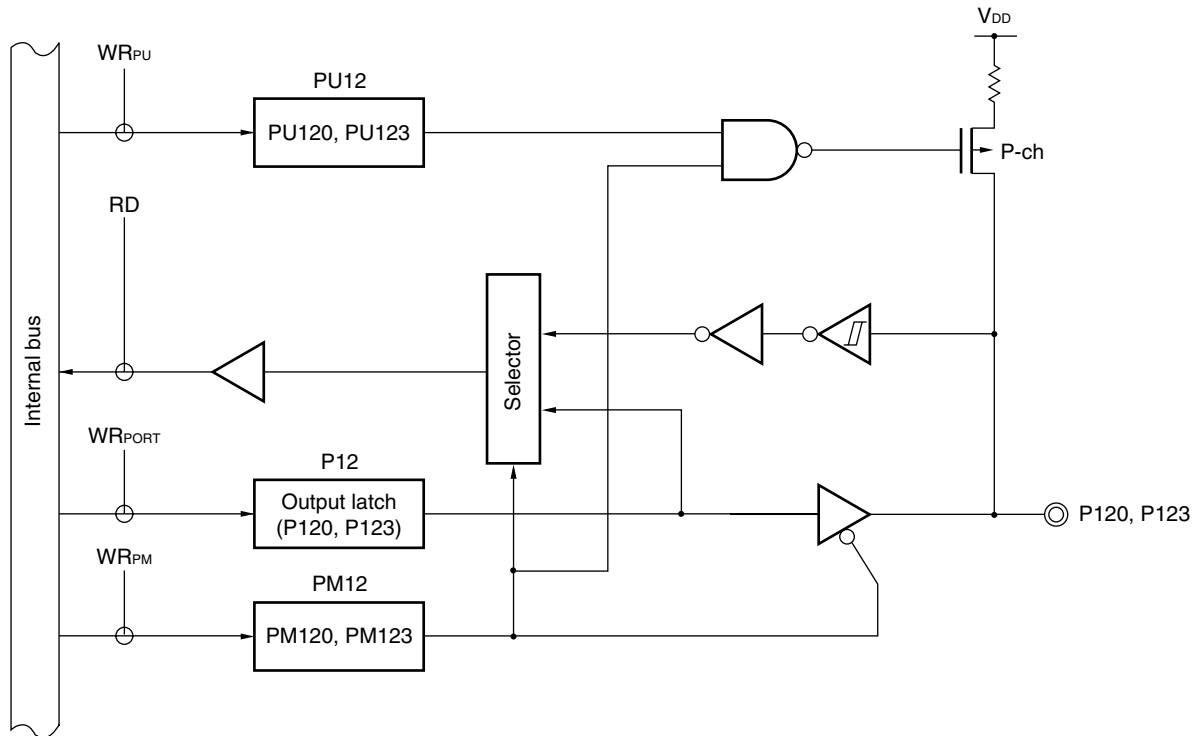 VDD
WRPU
PU12
PU120, PU123
P-ch
RD
Internal bus
Selector
WRPORT
P12
Output latch
(P120, P123)
P120, P123
WRPM
PM12
PM120, PM123